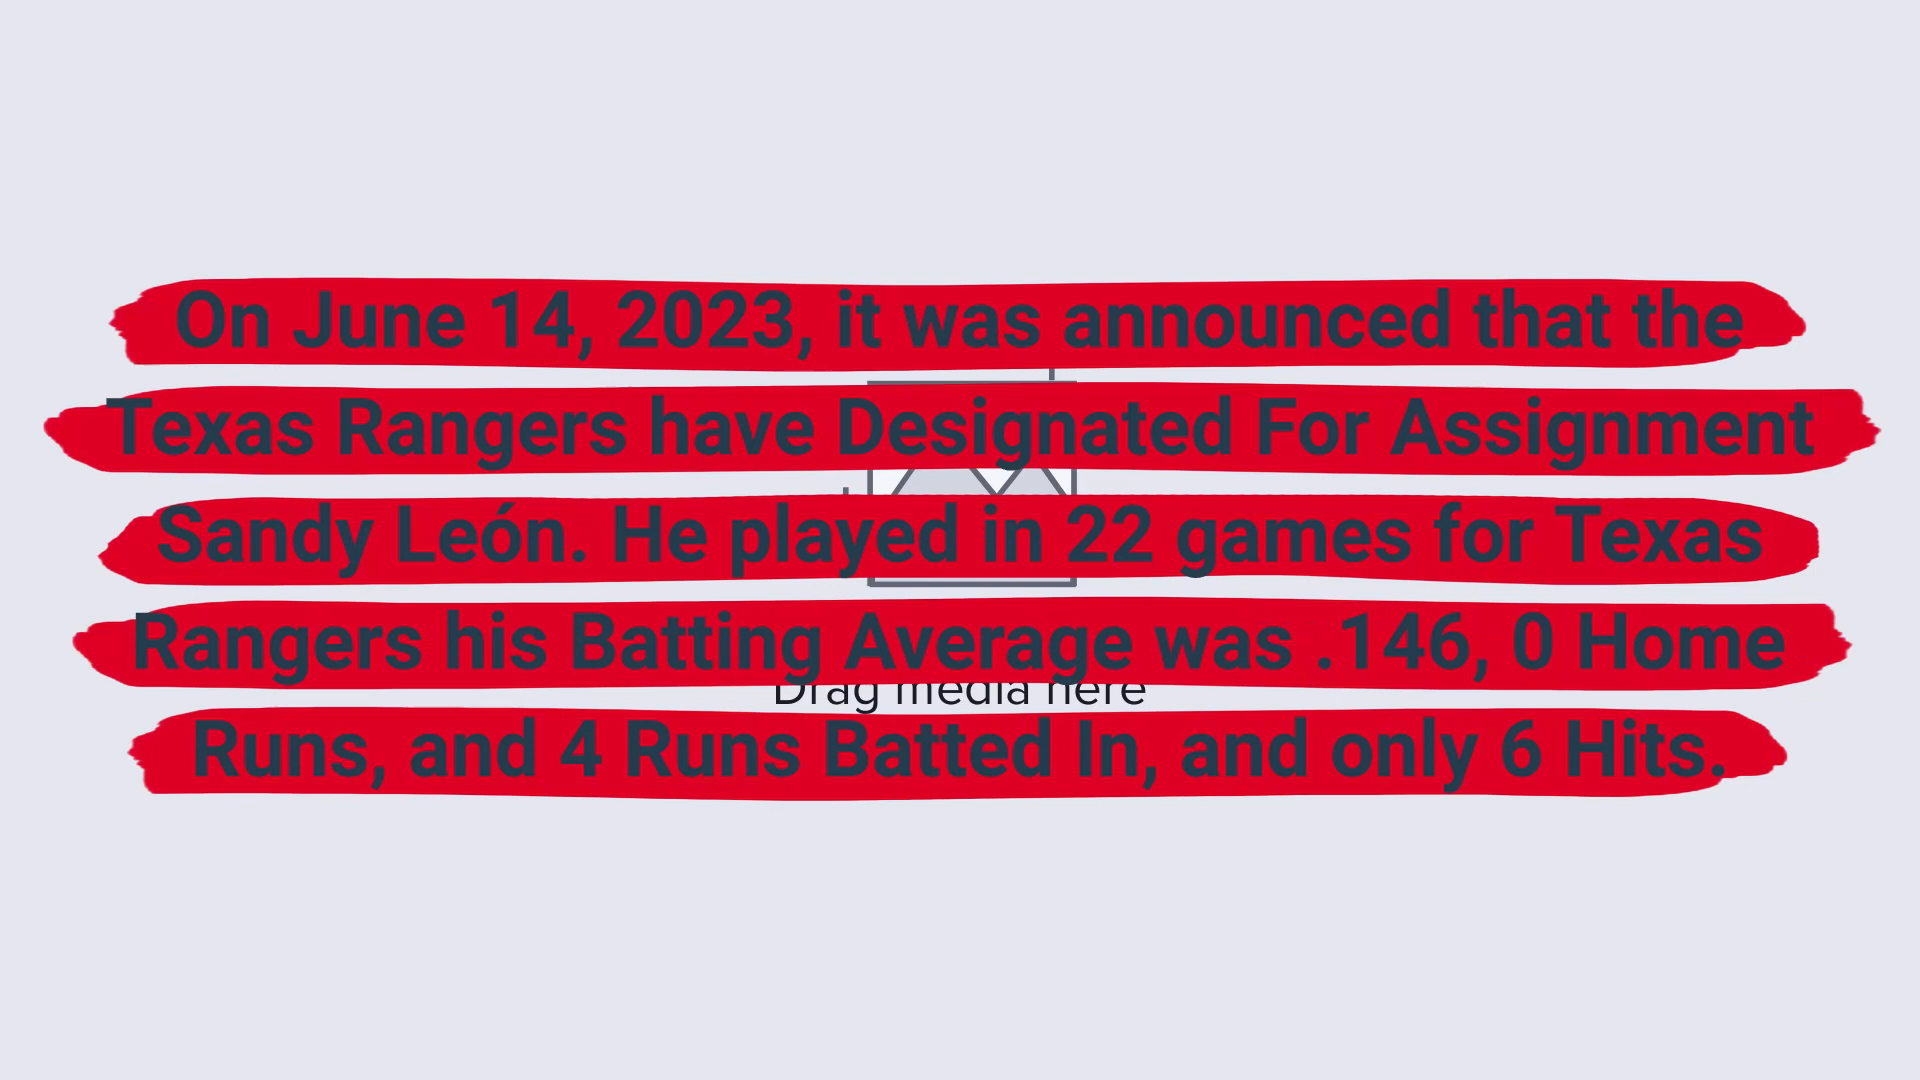 On June 14, 2023, it was announced that the
Texas Rangers have Designated For Assignment
Sandy León. He played in 22 games for Texas
Rangers his Batting Average was .146, 0 Home
Drag media here
Runs, and 4 Runs Batted In, and only 6 Hits.